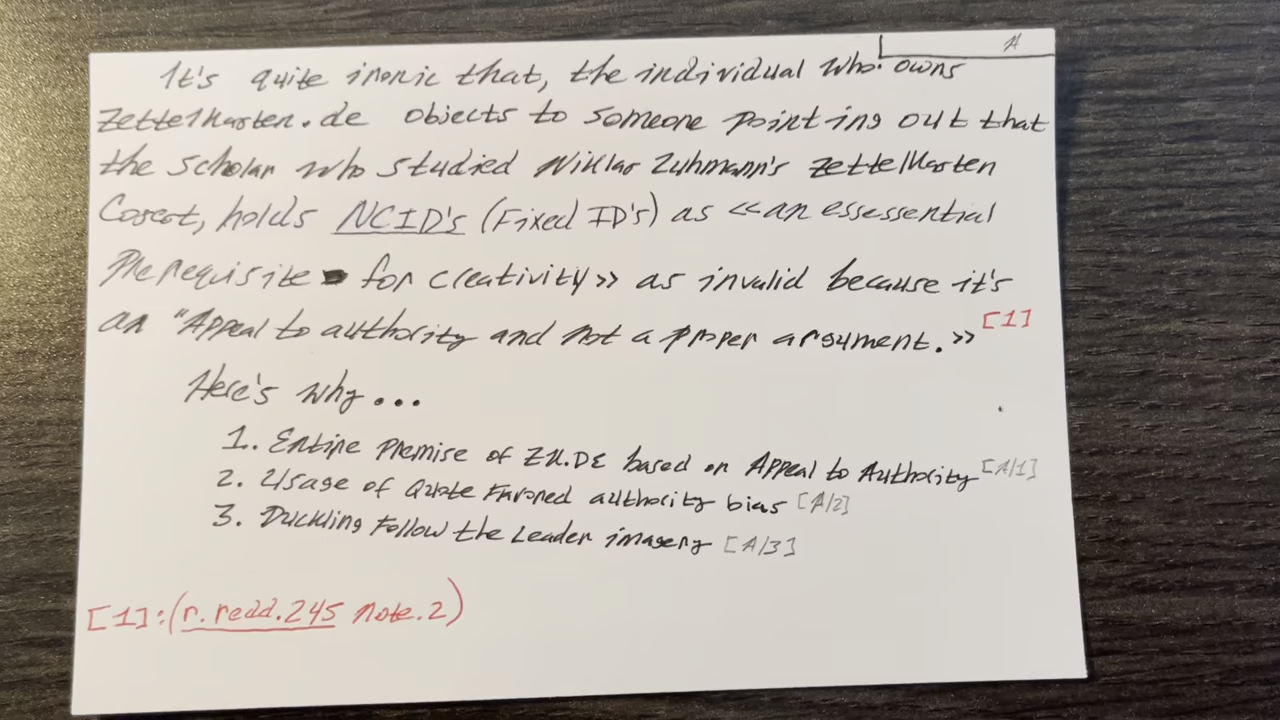 A
It's quite ironic that, the individual who owns
Zettelkasten.de objects to someone pointing out that
the scholar who studied Niklas Luhmann's Zettelkasten
holds NCID's (Fixed ID's) as «an essessential
Prerequisite for creativity» as invalid because it's
an "Appeal to authority and not a proper argument.» [1]
Here's why...
1. Entire Premise of ZK.DE based on Appeal to Authority [A/1]
2. Usage of Quote Favored authority bias [A/2]
3. Duckling Follow the Leader imagery [A/3]
[1]:(r.redd.245 note.2)